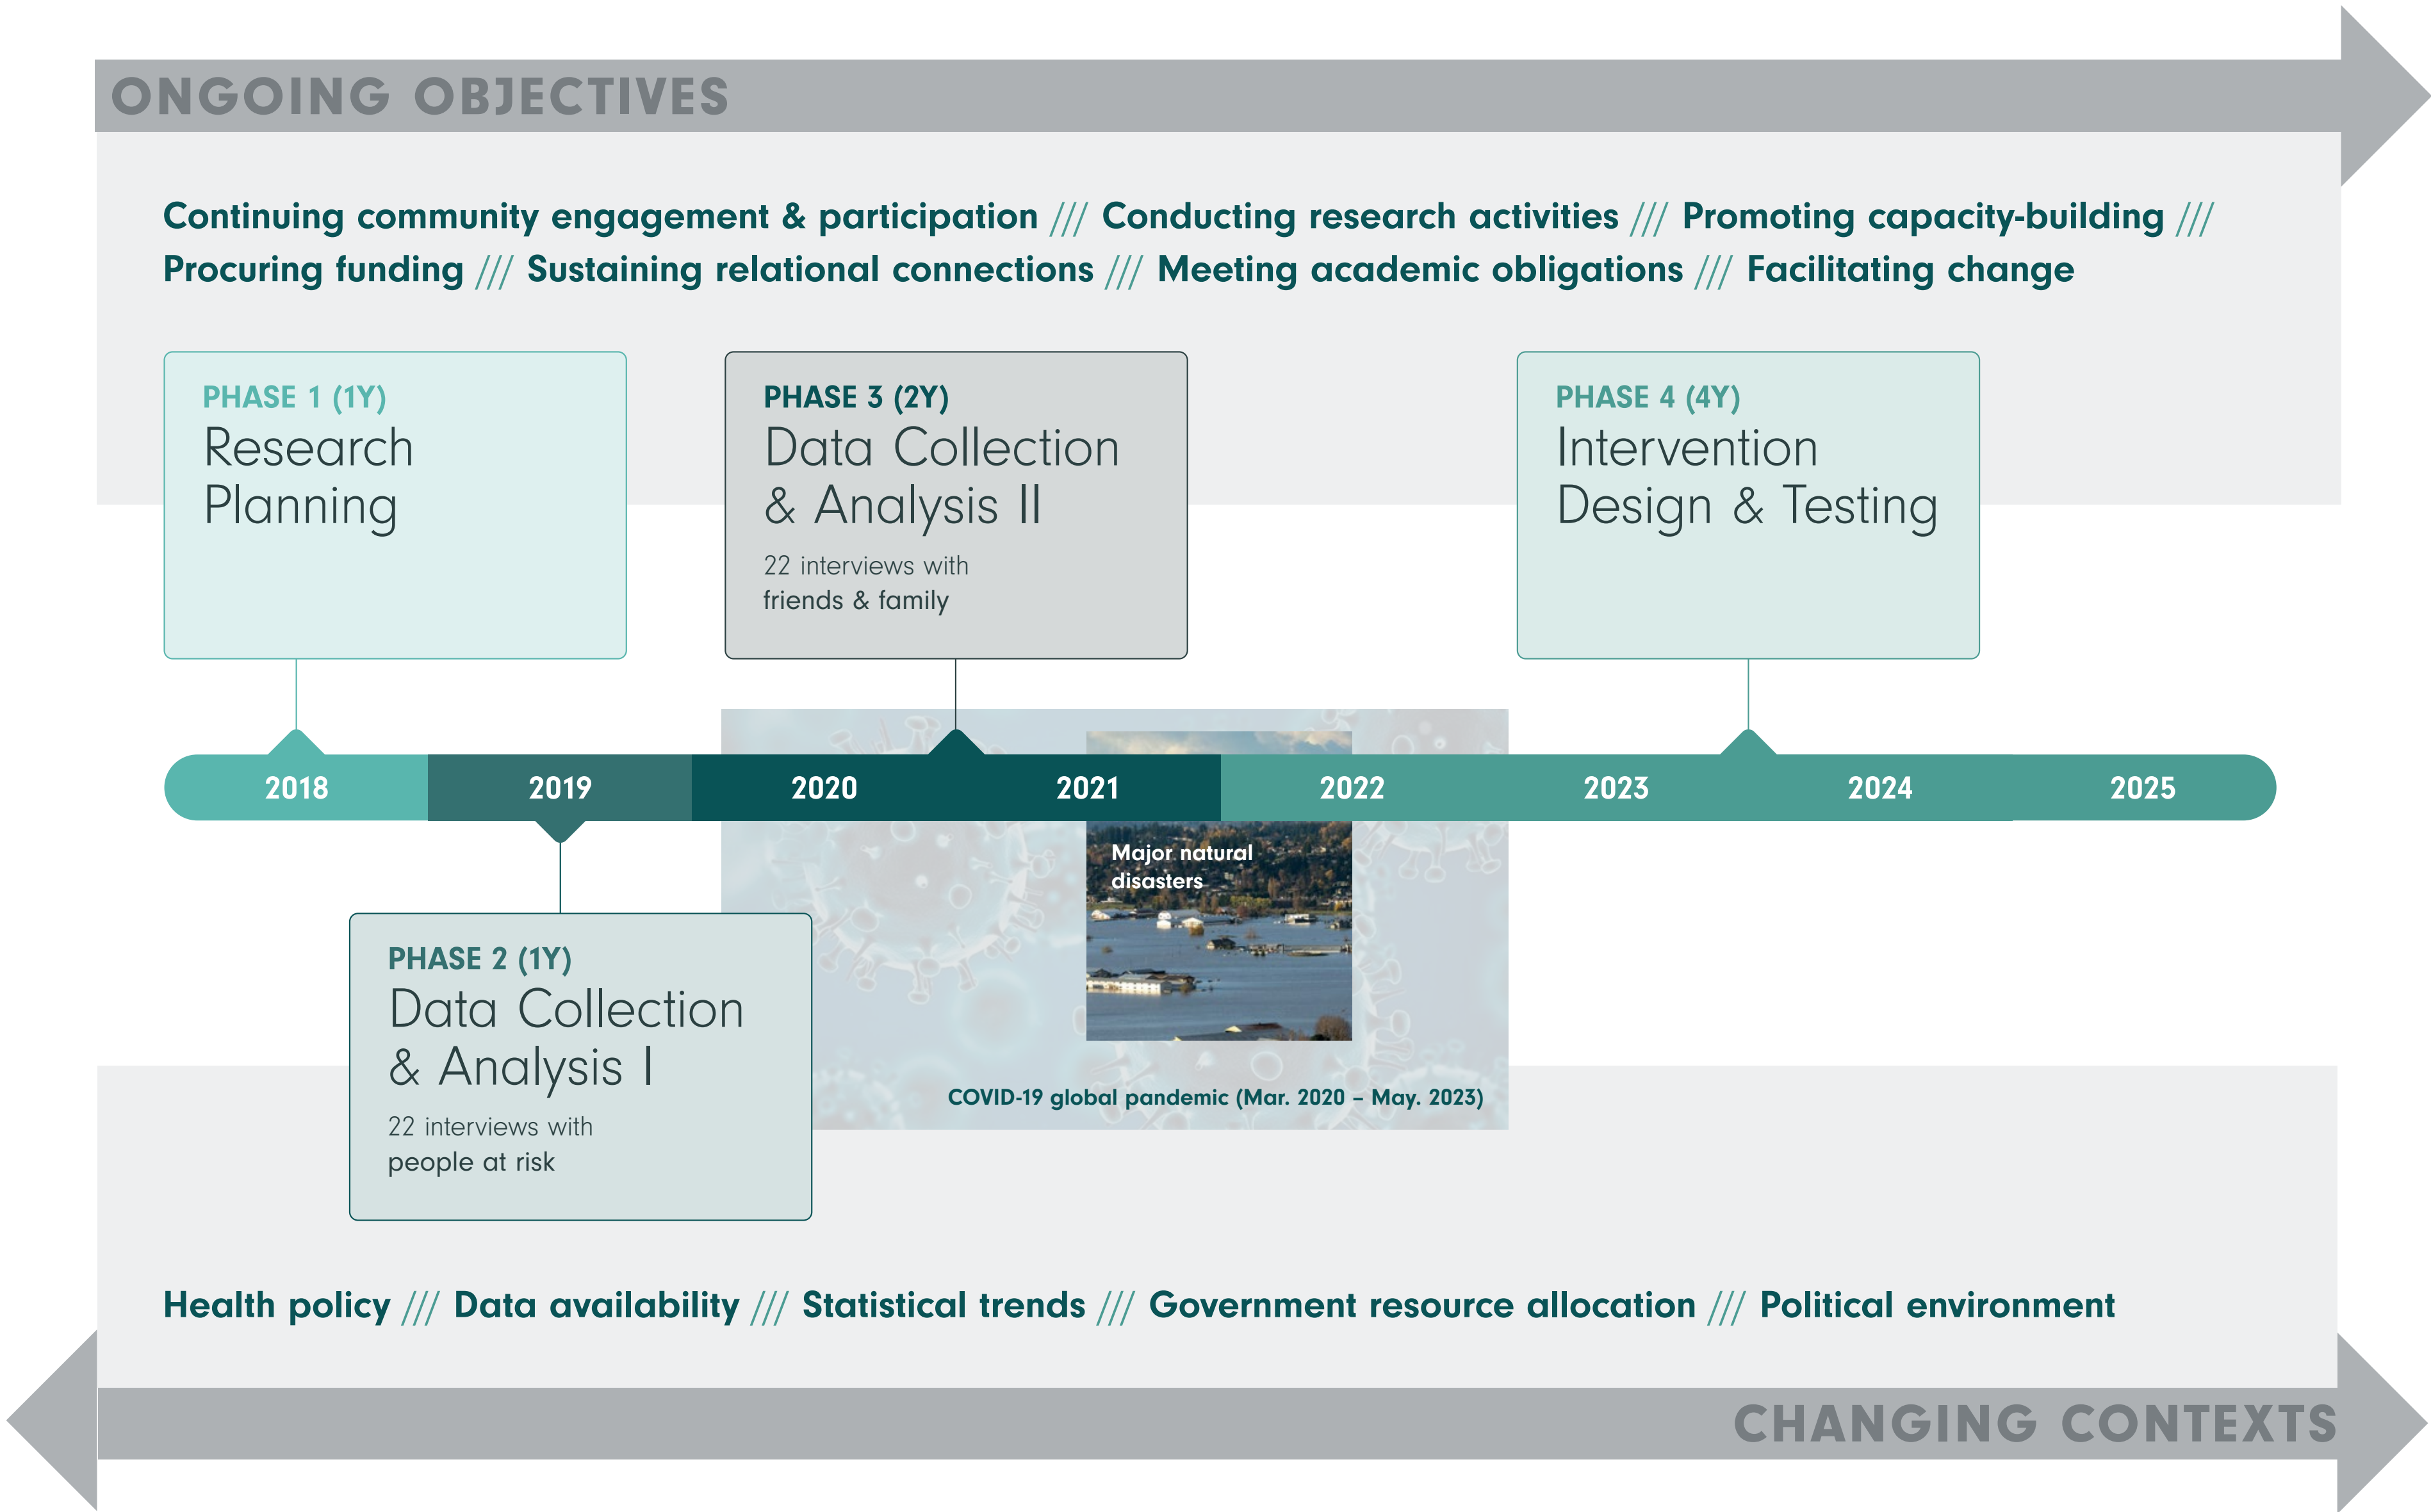 ONGOING OBJECTIVES
Continuing community engagement & participation /// Conducting research activities /// Promoting capacity-building ///
Procuring funding /// Sustaining relational connections /// Meeting academic obligations /// Facilitating change
PHASE 1 (1Y)
Research
Planning
PHASE 3 (2Y)
Data Collection
& Analysis II
22 interviews with
friends & family
PHASE 4 (4Y)
Intervention
Design & Testing
2018 2019 2020 2021 2022 2023 2024 2025
Major natural
disasters
PHASE 2 (1Y)
Data Collection
& Analysis I
22 interviews with
people at risk
COVID-19 global pandemic (Mar. 2020 – May. 2023)
Health policy /// Data availability /// Statistical trends /// Government resource allocation /// Political environment
CHANGING CONTEXTS